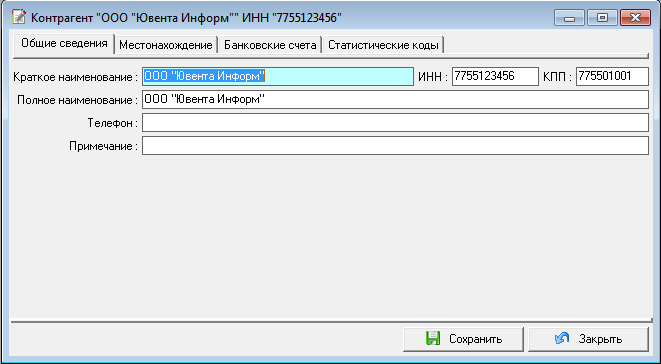 Контрагент "ООО "Ювента Информ"" ИНН "7755123456"
Общие сведения Местонахождение Банковские счета Статистические коды
Краткое наименование : ООО "Ювента Информ" ИНН : 7755123456 КПП : 775501001
Полное наименование : ООО "Ювента Информ"
Телефон :
Примечание :
Сохранить Закрыть